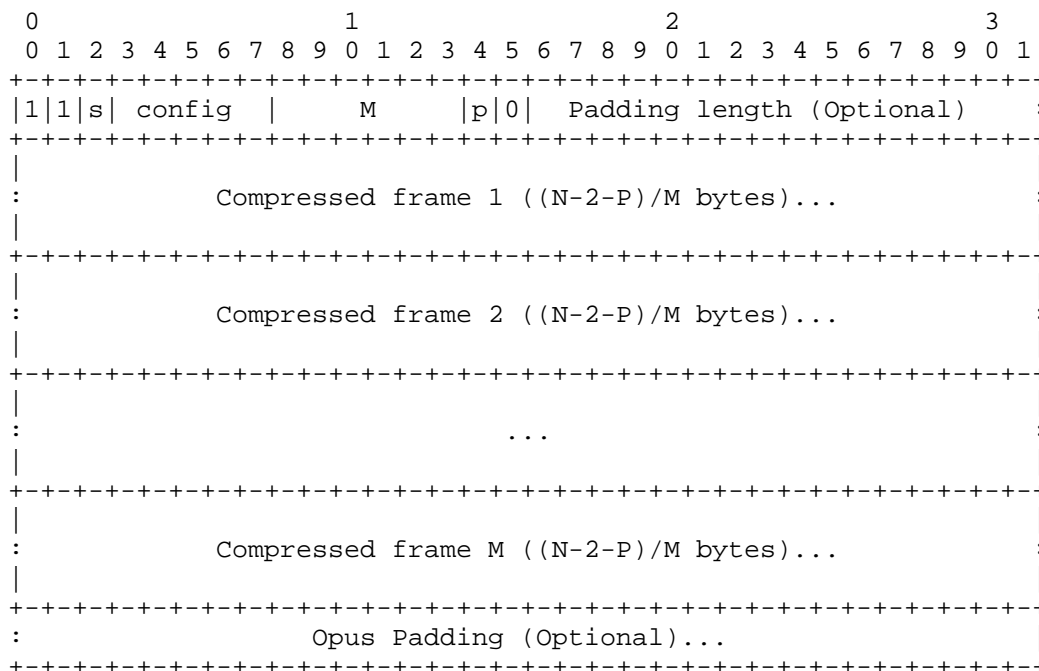 0                   1                   2                   3
 0 1 2 3 4 5 6 7 8 9 0 1 2 3 4 5 6 7 8 9 0 1 2 3 4 5 6 7 8 9 0 1
+-+-+-+-+-+-+-+-+-+-+-+-+-+-+-+-+-+-+-+-+-+-+-+-+-+-+-+-+-+-+-+-+-
|1|1|s| config  |     M     |p|0|  Padding length (Optional)    :
+-+-+-+-+-+-+-+-+-+-+-+-+-+-+-+-+-+-+-+-+-+-+-+-+-+-+-+-+-+-+-+-+-
|
:            Compressed frame 1 ((N-2-P)/M bytes)...            :
|
+-+-+-+-+-+-+-+-+-+-+-+-+-+-+-+-+-+-+-+-+-+-+-+-+-+-+-+-+-+-+-+-+-
|
:            Compressed frame 2 ((N-2-P)/M bytes)...            :
|
+-+-+-+-+-+-+-+-+-+-+-+-+-+-+-+-+-+-+-+-+-+-+-+-+-+-+-+-+-+-+-+-+-
|
:                              ...                              :
|
+-+-+-+-+-+-+-+-+-+-+-+-+-+-+-+-+-+-+-+-+-+-+-+-+-+-+-+-+-+-+-+-+-
|
:            Compressed frame M ((N-2-P)/M bytes)...            :
|
+-+-+-+-+-+-+-+-+-+-+-+-+-+-+-+-+-+-+-+-+-+-+-+-+-+-+-+-+-+-+-+-+-
:                  Opus Padding (Optional)...
+-+-+-+-+-+-+-+-+-+-+-+-+-+-+-+-+-+-+-+-+-+-+-+-+-+-+-+-+-+-+-+-+-